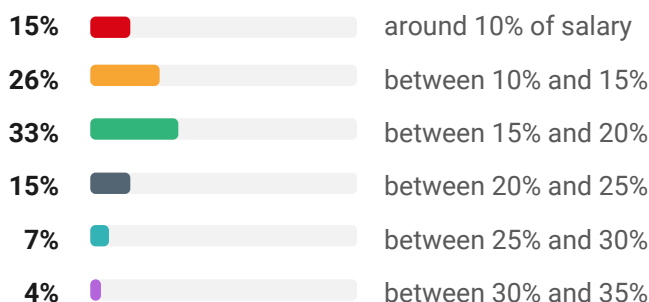 15% around 10% of salary
26% between 10% and 15%
33% between 15% and 20%
15% between 20% and 25%
7% between 25% and 30%
4% between 30% and 35%